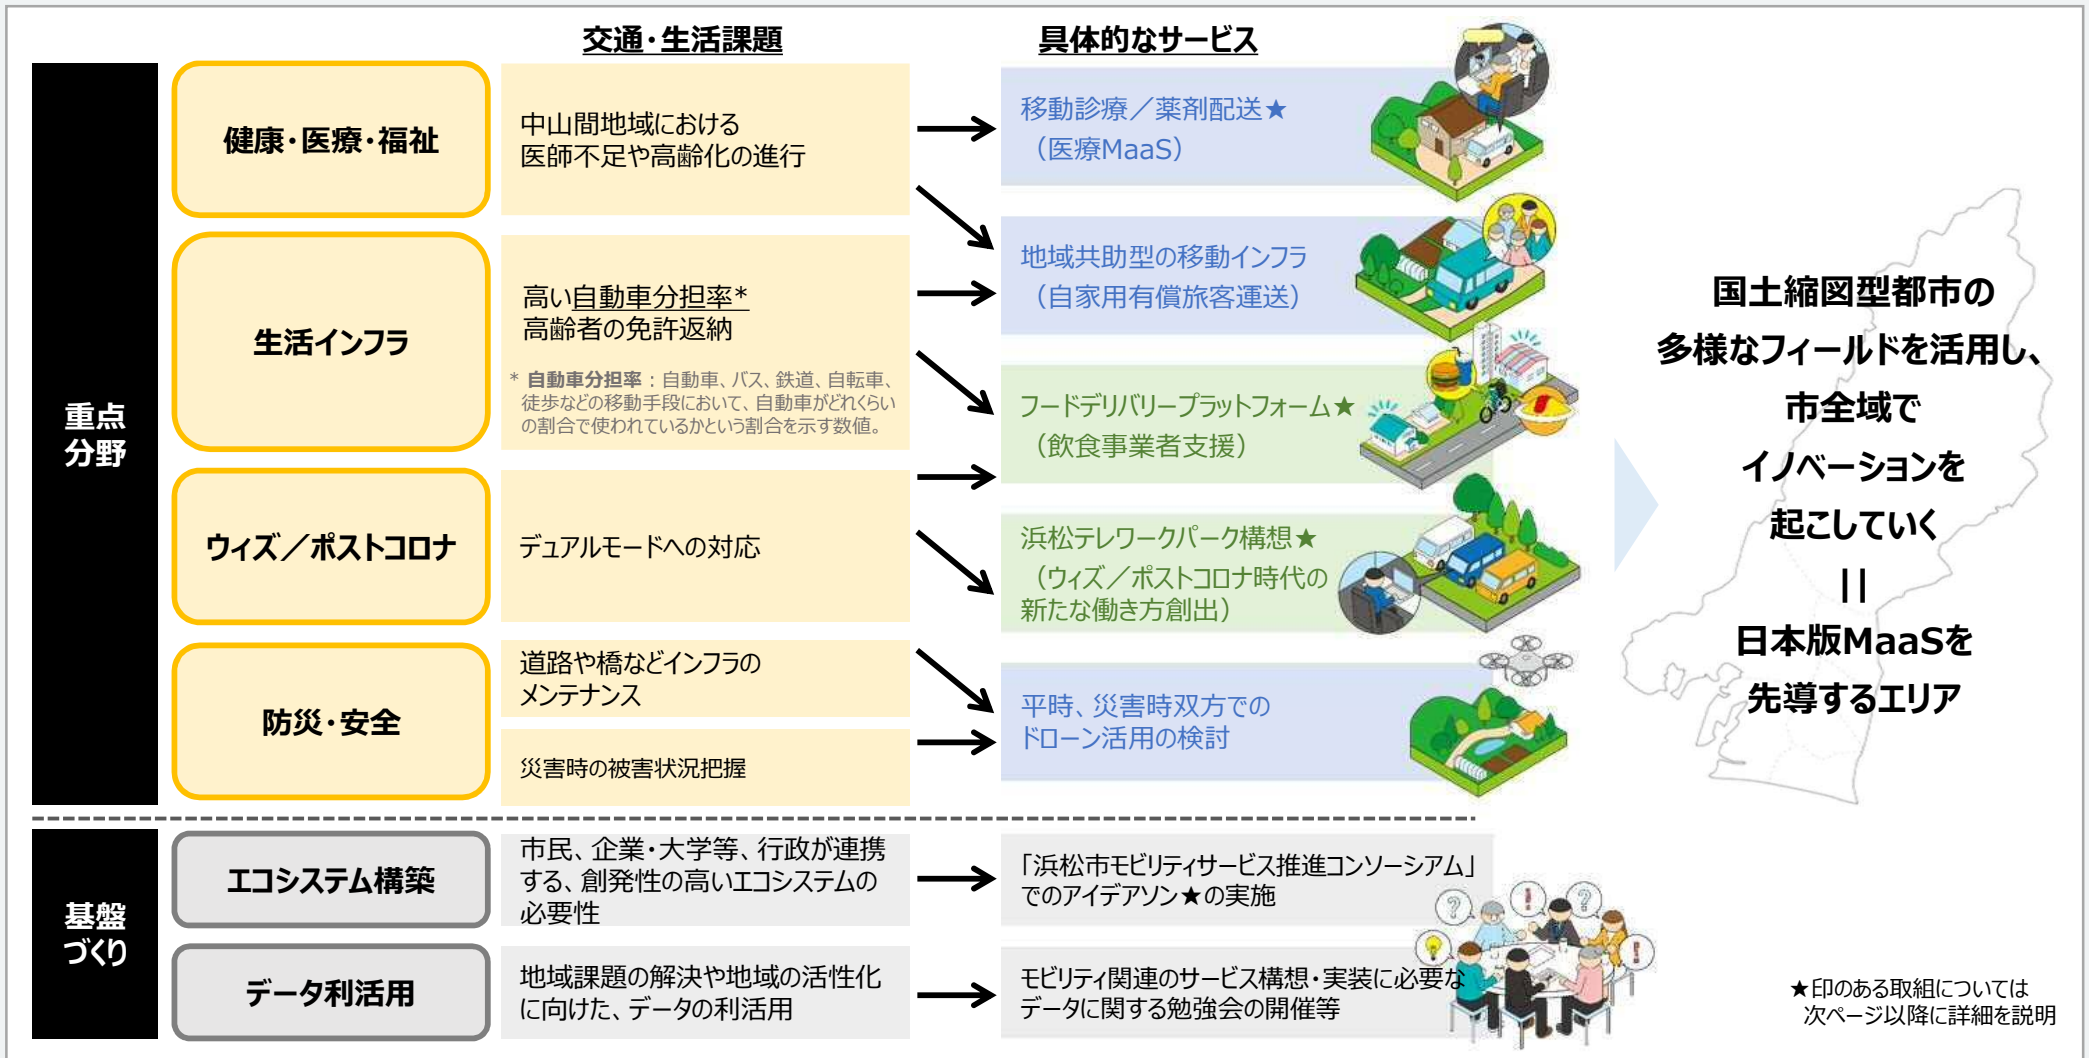 交通・生活課題
具体的なサービス
重点
分野
健康・医療・福祉
中山間地域における
医師不足や高齢化の進行
移動診療／薬剤配送★
（医療MaaS）
生活インフラ
高い自動車分担率*
高齢者の免許返納
* 自動車分担率：自動車、バス、鉄道、自転車、
徒歩などの移動手段において、自動車がどれくらい
の割合で使われているかという割合を示す数値。
地域共助型の移動インフラ
（自家用有償旅客運送）
フードデリバリープラットフォーム★
（飲食事業者支援）
ウィズ／ポストコロナ
デュアルモードへの対応
浜松テレワークパーク構想★
（ウィズ／ポストコロナ時代の
新たな働き方創出）
防災・安全
道路や橋などインフラの
メンテナンス
災害時の被害状況把握
平時、災害時双方での
ドローン活用の検討
国土縮図型都市の
多様なフィールドを活用し、
市全域で
イノベーションを
起こしていく
||
日本版MaaSを
先導するエリア
基盤
づくり
エコシステム構築
市民、企業・大学等、行政が連携
する、創発性の高いエコシステムの
必要性
「浜松市モビリティサービス推進コンソーシアム」
でのアイデアソン★の実施
データ利活用
地域課題の解決や地域の活性化
に向けた、データの利活用
モビリティ関連のサービス構想・実装に必要な
データに関する勉強会の開催等
★印のある取組については
次ページ以降に詳細を説明